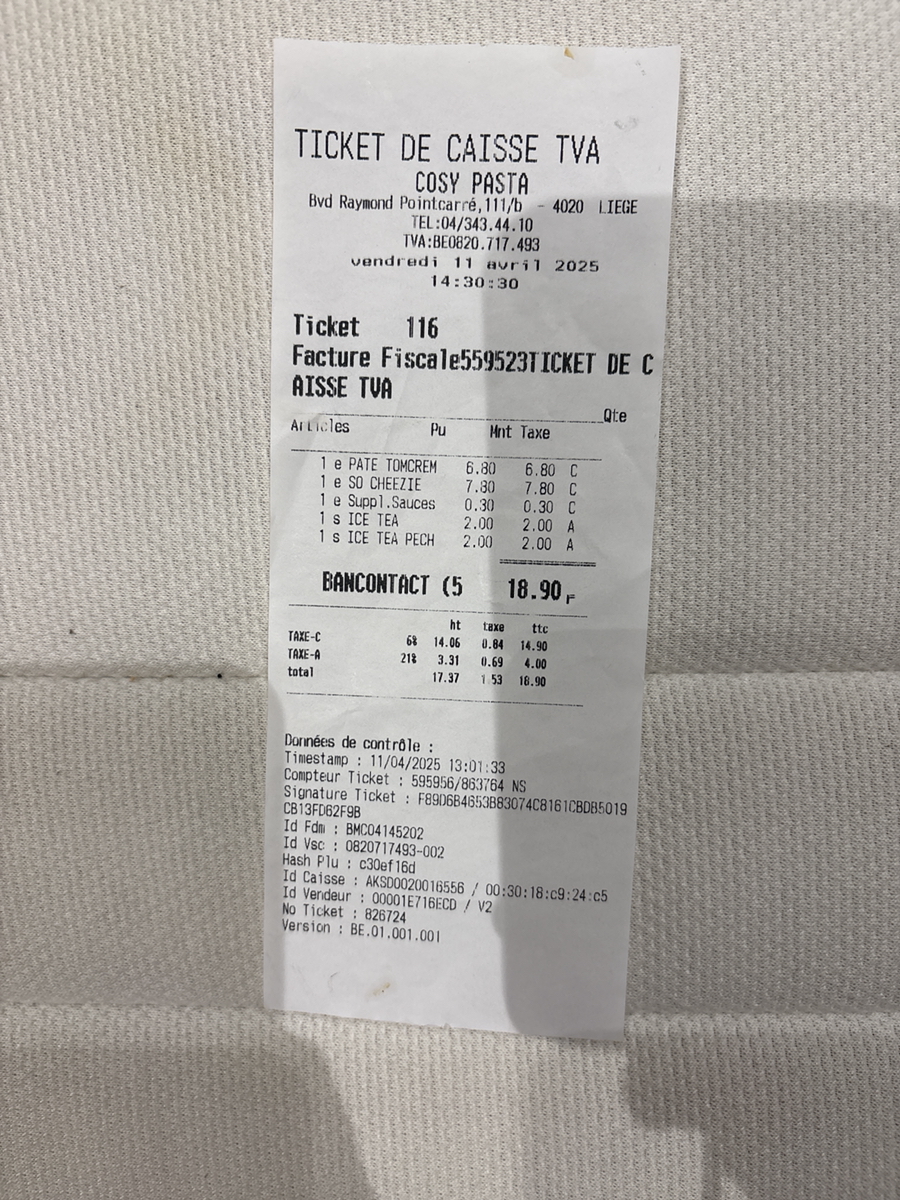 TICKET DE CAISSE TVA
COSY PASTA
Bvd Raymond Pointcarré,111/b - 4020 LIEGE
TEL:04/343.44.10
TVA:BE0820.717.493
vendredi 11 avril 2025
14:30:30
Ticket 116
Facture Fiscale559523TICKET DE C
AISSE TVA
Qte
Articles Pu Mnt Taxe
1 e PATE TOMCREM 6.80 6.80 C
1 e SO CHEEZIE 7.80 7.80 C
1 e Suppl.Sauces 0.30 0.30 C
1 s ICE TEA 2.00 2.00 A
1 s ICE TEA PECH 2.00 2.00 A
BANCONTACT (5 18.90
ht taxe ttc
TAXE-C 6% 14.06 0.84 14.90
TAXE-A 21% 3.31 0.69 4.00
total 17.37 1 53 18.90
Données de contrôle :
Timestamp : 11/04/2025 13:01:33
Compteur Ticket : 595956/863764 NS
Signature Ticket : F89D6B4653B83074C8161CBDB5019
CB13FD62F9B
Id Fdm : BMC04145202
Id Vsc : 0820717493-002
Hash Plu : c30ef16d
Id Caisse : AKSD0020016556 / 00:30:18:c9:24:c5
Id Vendeur : 00001E716ECD / V2
No Ticket : 826724
Version : BE.01.001.001